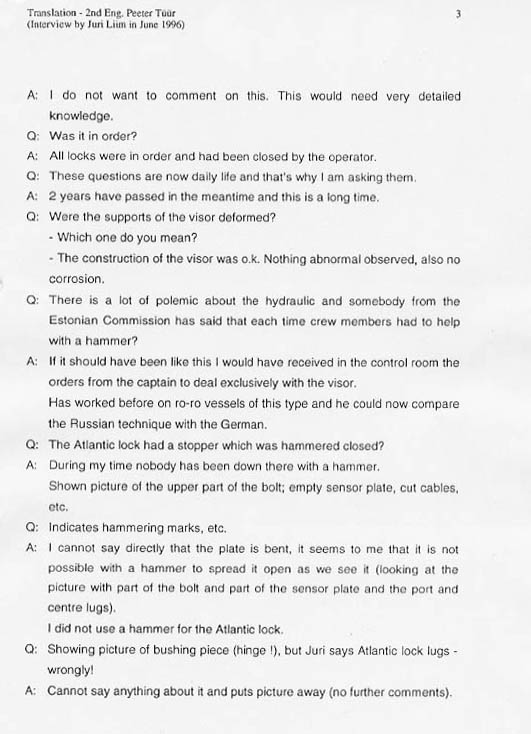 Translation - 2nd Eng. Peeter Tüür
(Interview by Juri Liim in June 1996)
3
A: I do not want to comment on this. This would need very detailed
knowledge.
Q: Was it in order?
A: All locks were in order and had been closed by the operator.
Q: These questions are now daily life and that's why I am asking them.
A: 2 years have passed in the meantime and this is a long time.
Q: Were the supports of the visor deformed?
- Which one do you mean?
- The construction of the visor was o.k. Nothing abnormal observed, also no
corrosion.
Q: There is a lot of polemic about the hydraulic and somebody from the
Estonian Commission has said that each time crew members had to help
with a hammer?
A: If it should have been like this I would have received in the control room the
orders from the captain to deal exclusively with the visor.
Has worked before on ro-ro vessels of this type and he could now compare
the Russian technique with the German.
Q: The Atlantic lock had a stopper which was hammered closed?
A: During my time nobody has been down there with a hammer.
Shown picture of the upper part of the bolt; empty sensor plate, cut cables,
etc.
Q: Indicates hammering marks, etc.
A: I cannot say directly that the plate is bent, it seems to me that it is not
possible with a hammer to spread it open as we see it (looking at the
picture with part of the bolt and part of the sensor plate and the port and
centre lugs).
I did not use a hammer for the Atlantic lock.
Q: Showing picture of bushing piece (hinge !), but Juri says Atlantic lock lugs -
wrongly!
A: Cannot say anything about it and puts picture away (no further comments).